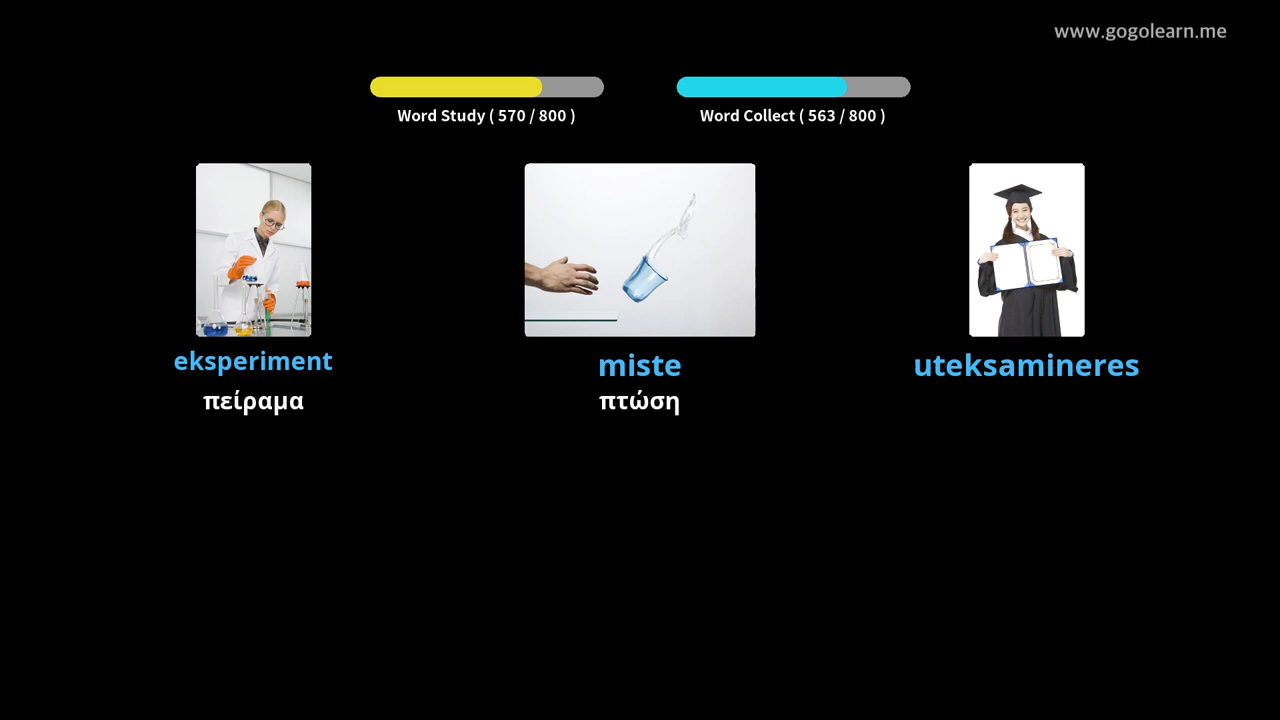 www.gogolearn.me
Word Study ( 570 / 800 )
Word Collect ( 563 / 800 )
eksperiment
πείραμα
miste
πτώση
uteksamineres